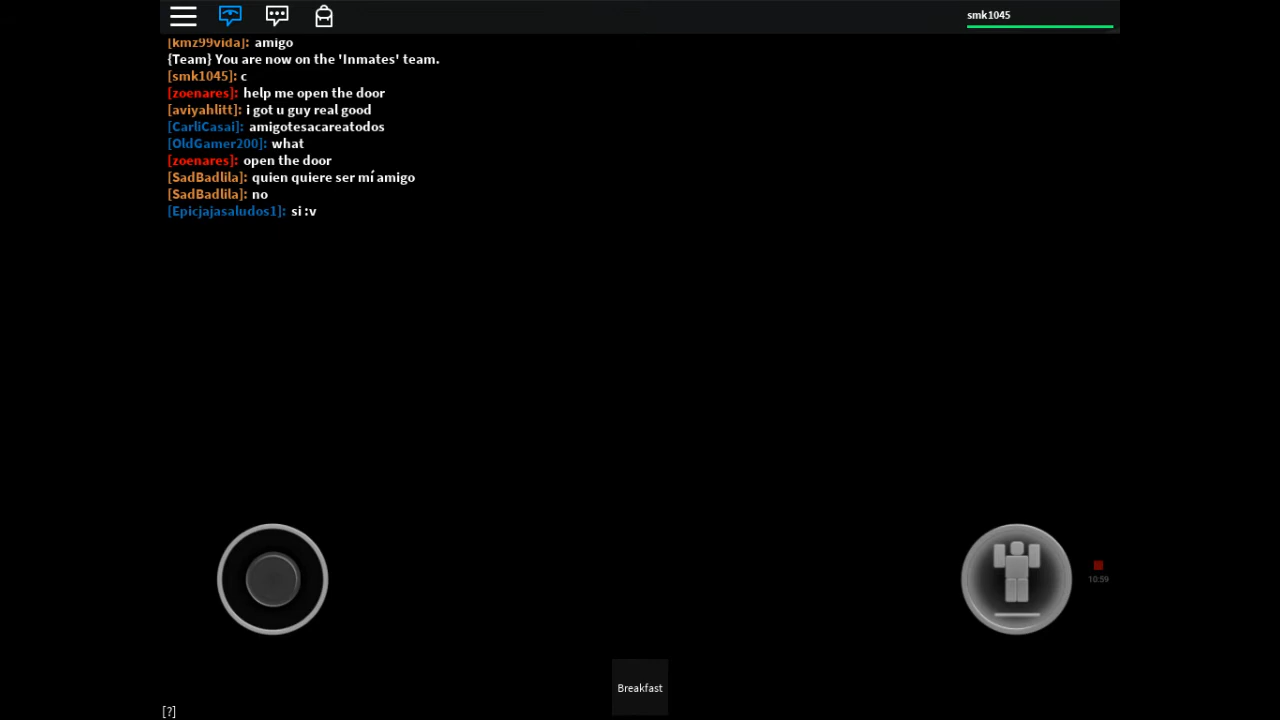 smk1045
[kmz99vida]: amigo
{Team} You are now on the 'Inmates' team.
[smk1045]: c
[zoenares]: help me open the door
[aviyahlitt]: i got u guy real good
[CarliCasai]: amigotesacareatodos
[OldGamer200]: what
[zoenares]: open the door
[SadBadlila]: quien quiere ser mí amigo
[SadBadlila]: no
[Epicjajasaludos1]: si :v
10:59
Breakfast
[?]